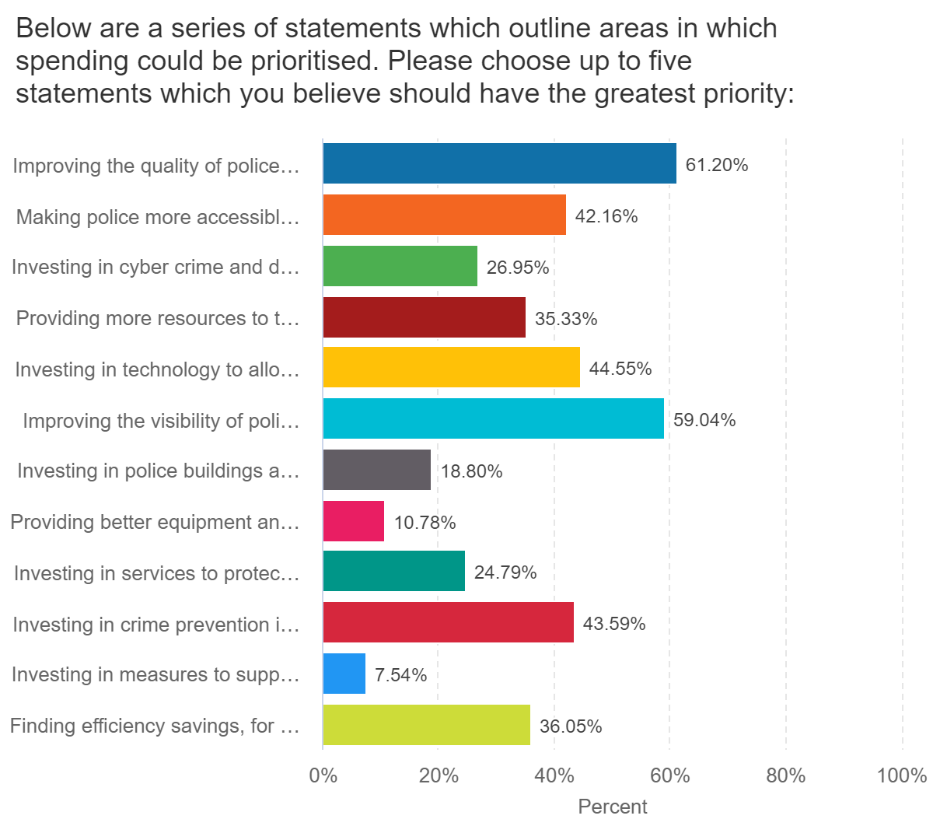 Below are a series of statements which outline areas in which
spending could be prioritised. Please choose up to five
statements which you believe should have the greatest priority:
Improving the quality of police… 61.20%
Making police more accessibl… 42.16%
Investing in cyber crime and d… 26.95%
Providing more resources to t… 35.33%
Investing in technology to allo… 44.55%
Improving the visibility of poli… 59.04%
Investing in police buildings a… 18.80%
Providing better equipment an… 10.78%
Investing in services to protec… 24.79%
Investing in crime prevention i… 43.59%
Investing in measures to supp… 7.54%
Finding efficiency savings, for … 36.05%
0% 20% 40% 60% 80% 100%
Percent